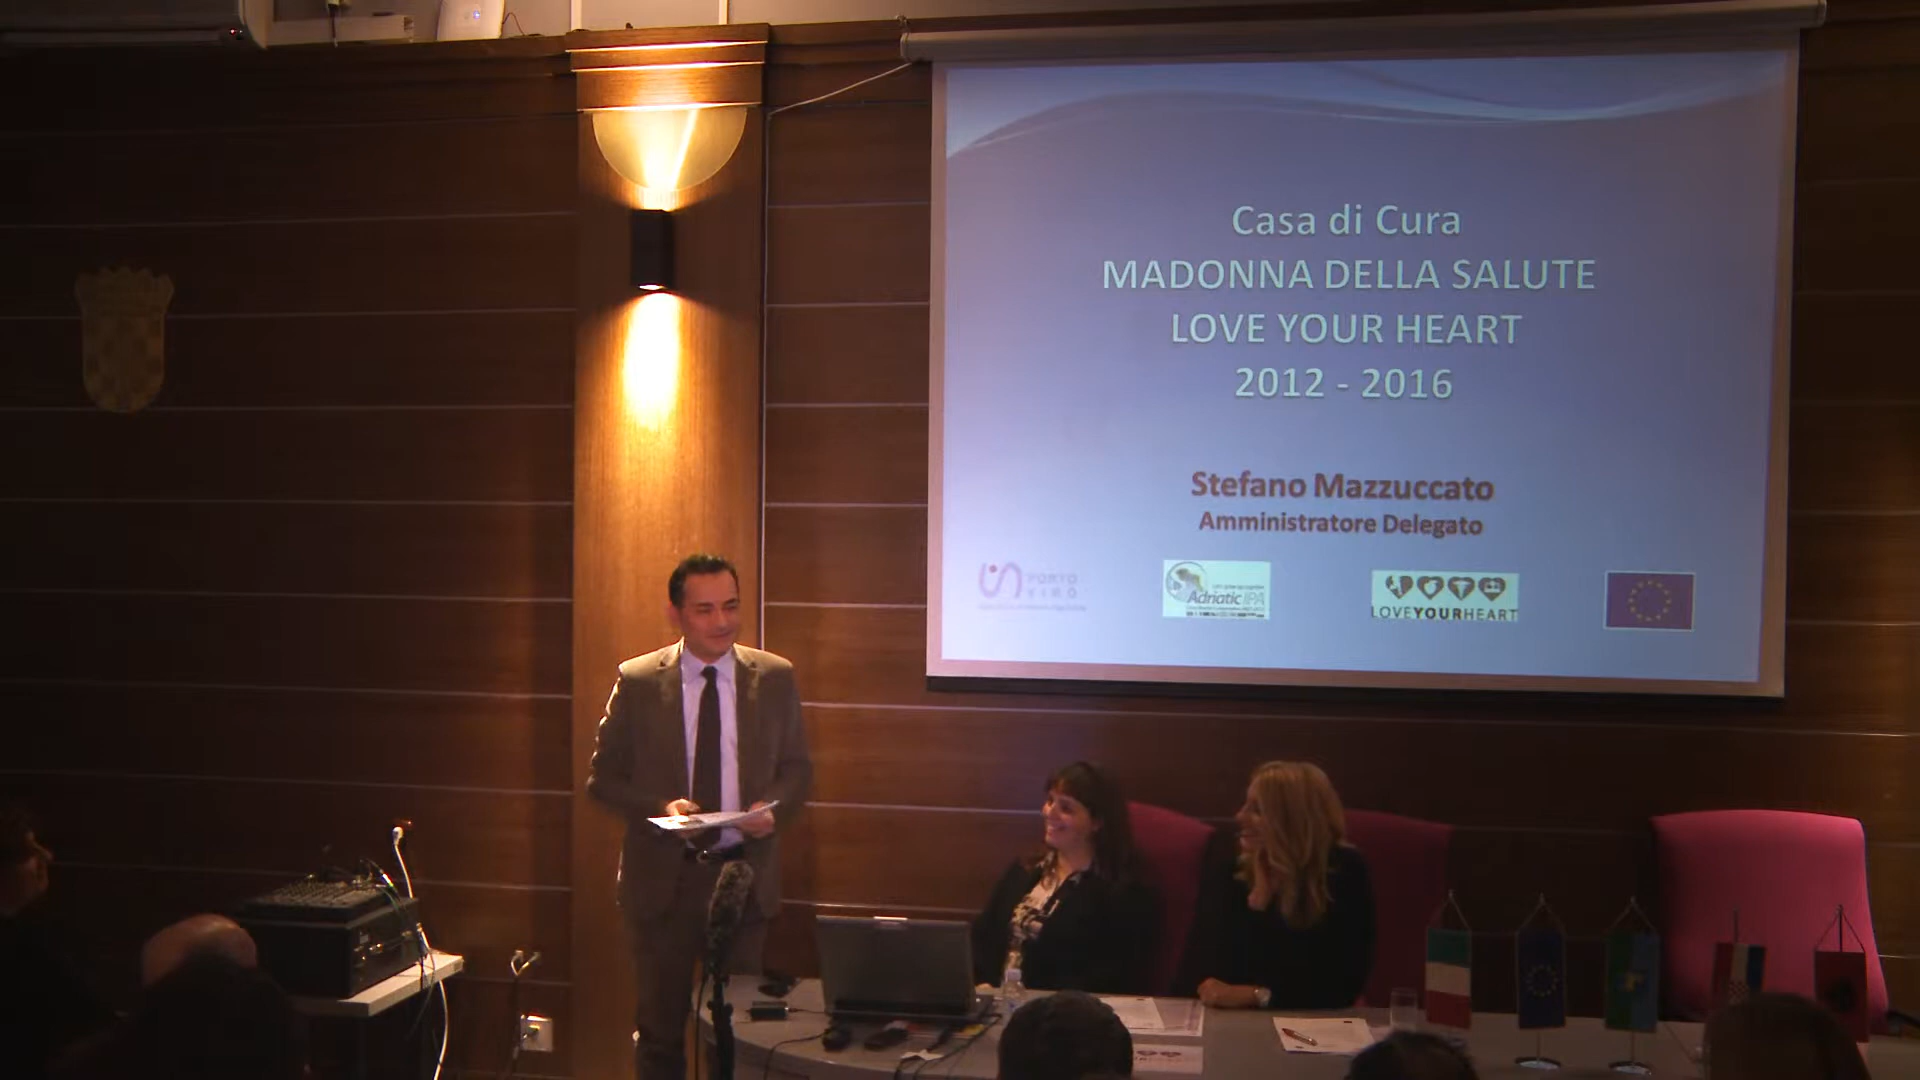 Casa di Cura
MADONNA DELLA SALUTE
LOVE YOUR HEART
2012 - 2016
Stefano Mazzuccato
Amministratore Delegato
PORTO
VIRO
Adriatic IPA
LOVEYOURHEART